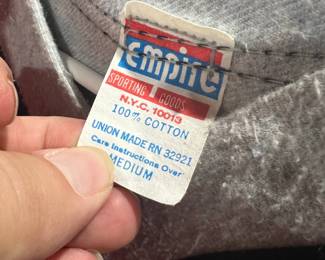 Empire
SPORTING GOODS
N.Y.C. 10013
100% COTTON
UNION MADE RN 32921
Care Instructions Over
MEDIUM